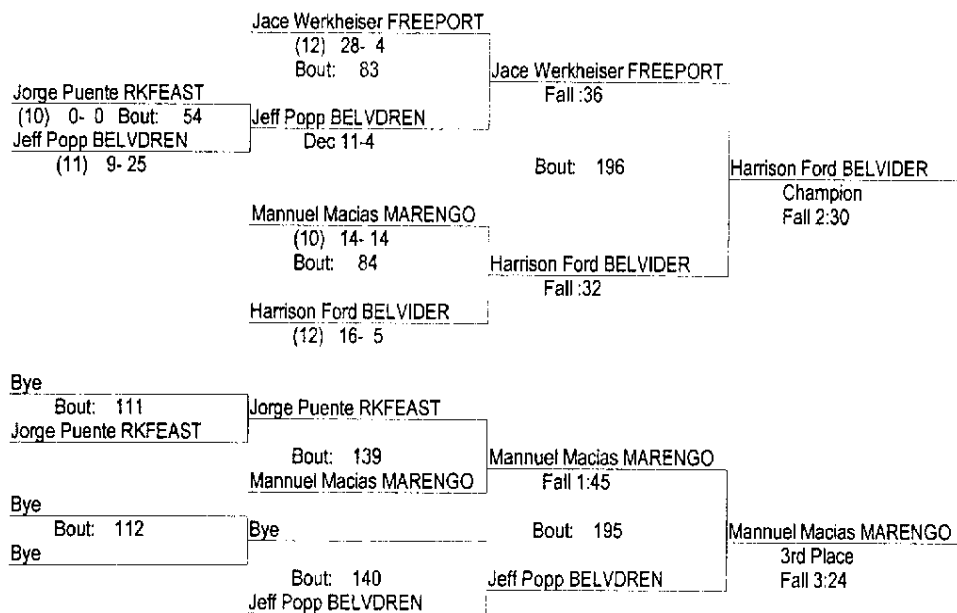 Jace Werkheiser FREEPORT
(12) 28- 4
Bout: 83
Jace Werkheiser FREEPORT
Fall :36
Jorge Puente RKFEAST
(10) 0- 0 Bout: 54
Jeff Popp BELVDREN
(11) 9- 25
Jeff Popp BELVDREN
Dec 11-4
Bout: 196
Harrison Ford BELVIDER
Champion
Fall 2:30
Mannuel Macias MARENGO
(10) 14- 14
Bout: 84
Harrison Ford BELVIDER
Fall :32
Harrison Ford BELVIDER
(12) 16- 5
Bye
Bout: 111
Jorge Puente RKFEAST
Jorge Puente RKFEAST
Bout: 139
Mannuel Macias MARENGO
Mannuel Macias MARENGO
Fall 1:45
Bye
Bout: 112
Bye
Bye
Bout: 195
Mannuel Macias MARENGO
3rd Place
Fall 3:24
Bout: 140
Jeff Popp BELVDREN
Jeff Popp BELVDREN